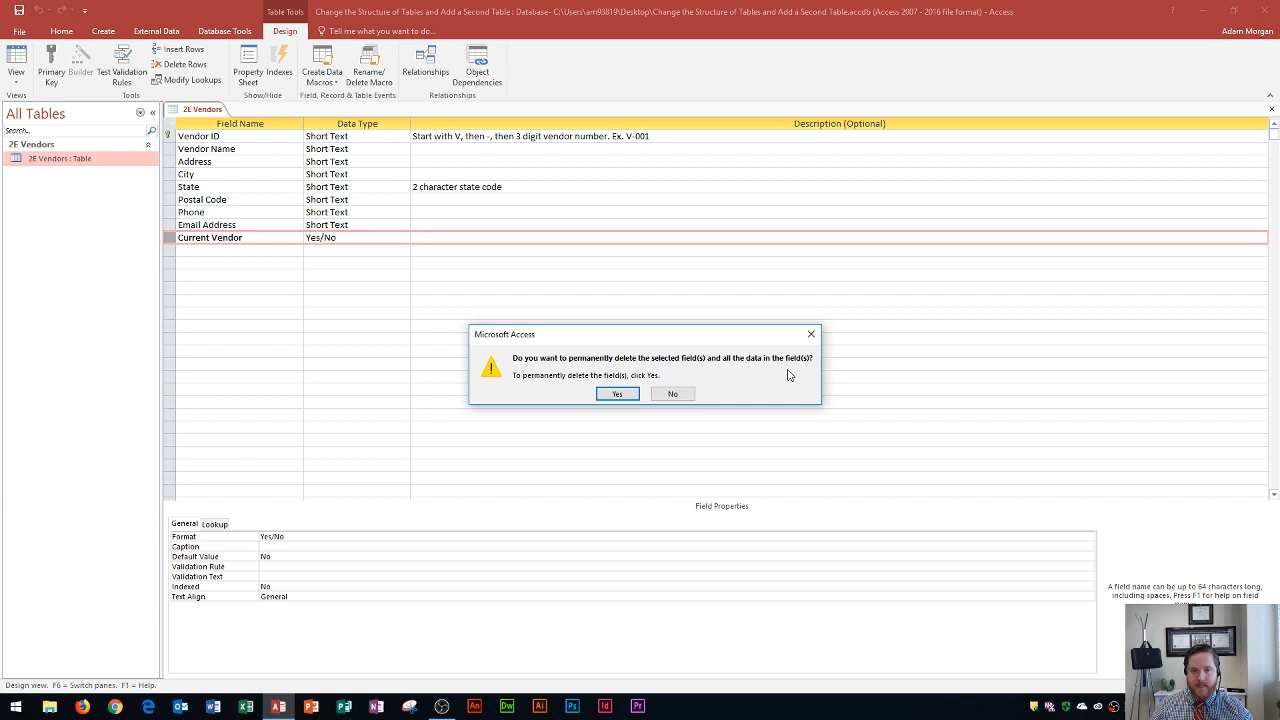 Table Tools
Change the Structure of Tables and Add a Second Table : Database- C:\Users\am93819\Desktop\Change the Structure of Tables and Add a Second Table.accdb (Access 2007 - 2016 file format) - Access
File Home Create External Data Database Tools Design Tell me what you want to do... Adam Morgan
View
Primary Key
Builder
Test Validation Rules
Insert Rows
Delete Rows
Modify Lookups
Property Sheet
Indexes
Create Data Macros
Rename/ Delete Macro
Relationships
Object Dependencies
Views Tools Show/Hide Field, Record & Table Events Relationships
All Tables
Search...
2E Vendors
2E Vendors : Table
2E Vendors
Field Name Data Type Description (Optional)
Vendor ID Short Text Start with V, then -, then 3 digit vendor number. Ex. V-001
Vendor Name Short Text
Address Short Text
City Short Text
State Short Text 2 character state code
Postal Code Short Text
Phone Short Text
Email Address Short Text
Current Vendor Yes/No
Microsoft Access
Do you want to permanently delete the selected field(s) and all the data in the field(s)?
To permanently delete the field(s), click Yes.
Yes No
Field Properties
General Lookup
Format Yes/No
Caption
Default Value No
Validation Rule
Validation Text
Indexed No
Text Align General
A field name can be up to 64 characters long,
including spaces. Press F1 for help on field
Design view. F6 = Switch panes. F1 = Help.
An Dw Ai Ps Id Pr